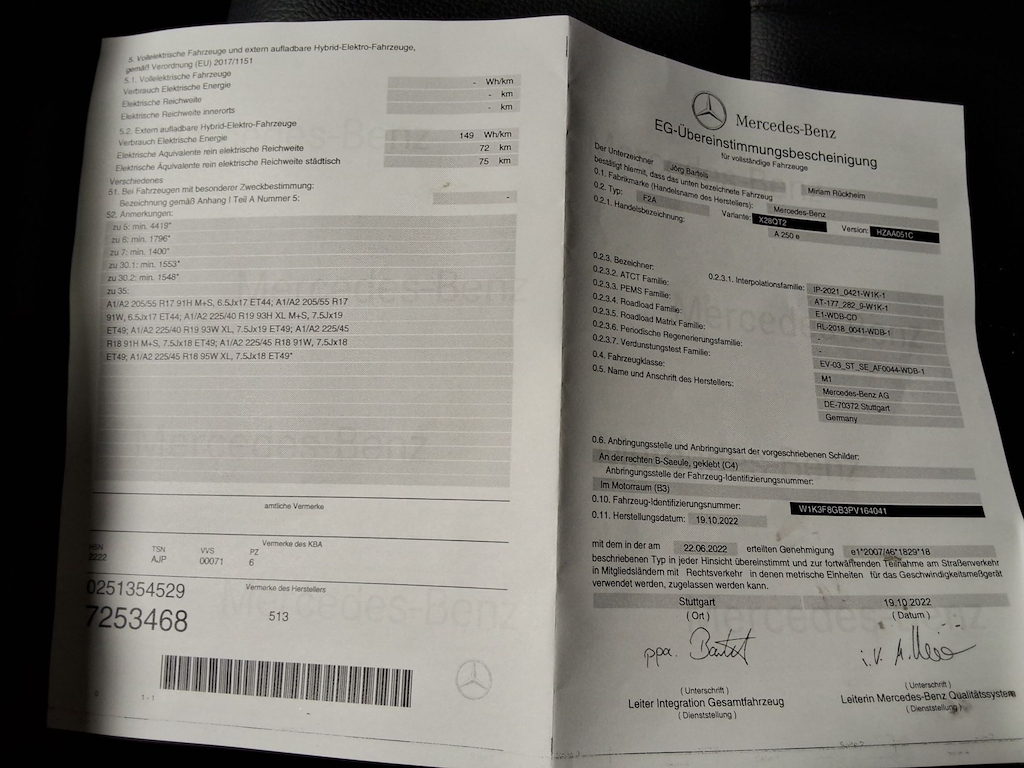 5. Vollelektrische Fahrzeuge und extern aufladbare Hybrid-Elektro-Fahrzeuge,
gemäß Verordnung (EU) 2017/1151
5.1. Vollelektrische Fahrzeuge
Verbrauch Elektrische Energie - Wh/km
Elektrische Reichweite - km
Elektrische Reichweite innerorts - km
5.2. Extern aufladbare Hybrid-Elektro-Fahrzeuge
Verbrauch Elektrische Energie 149 Wh/km
Elektrische Äquivalente rein elektrische Reichweite 72 km
Elektrische Äquivalente rein elektrische Reichweite städtisch 75 km
Verschiedenes
51. Bei Fahrzeugen mit besonderer Zweckbestimmung:
Bezeichnung gemäß Anhang I Teil A Nummer 5: -
52. Anmerkungen:
zu 5: min. 4419*
zu 6: min. 1796*
zu 7: min. 1400*
zu 30.1: min. 1553*
zu 30.2: min. 1548*
zu 35:
A1/A2 205/55 R17 91H M+S, 6.5Jx17 ET44; A1/A2 205/55 R17
91W, 6.5Jx17 ET44; A1/A2 225/40 R19 93H XL M+S, 7.5Jx19
ET49; A1/A2 225/40 R19 93W XL, 7.5Jx19 ET49; A1/A2 225/45
R18 91H M+S, 7.5Jx18 ET49; A1/A2 225/45 R18 91W, 7.5Jx18
ET49; A1/A2 225/45 R18 95W XL, 7.5Jx18 ET49*
amtliche Vermerke
Vermerke des KBA
HSN TSN VVS PZ
2222 AJP 00071 6
0251354529 Vermerke des Herstellers
7253468 513
0 1-1
Mercedes-Benz
EG-Übereinstimmungsbescheinigung
für vollständige Fahrzeuge
Der Unterzeichner Jörg Bartels Miriam Rückheim
bestätigt hiermit, dass das unten bezeichnete Fahrzeug
0.1. Fabrikmarke (Handelsname des Herstellers): Mercedes-Benz
0.2. Typ: F2A Variante: X28QT2 Version: HZAA051C
0.2.1. Handelsbezeichnung: A 250 e
0.2.3. Bezeichner:
0.2.3.1. Interpolationsfamilie: IP-2021_0421-W1K-1
0.2.3.2. ATCT Familie: AT-177_282_9-W1K-1
0.2.3.3. PEMS Familie: E1-WDB-CD
0.2.3.4. Roadload Familie: RL-2018_0041-WDB-1
0.2.3.5. Roadload Matrix Familie: -
0.2.3.6. Periodische Regenerierungsfamilie: -
0.2.3.7. Verdunstungstest Familie: EV-03_ST_SE_AF0044-WDB-1
0.4. Fahrzeugklasse: M1
0.5. Name und Anschrift des Herstellers: Mercedes-Benz AG
DE-70372 Stuttgart
Germany
0.6. Anbringungsstelle und Anbringungsart der vorgeschriebenen Schilder:
An der rechten B-Saeule, geklebt (C4)
Anbringungsstelle der Fahrzeug-Identifizierungsnummer:
Im Motorraum (B3)
0.10. Fahrzeug-Identifizierungsnummer: W1K3F8GB3PV164041
0.11. Herstellungsdatum: 19.10.2022
mit dem in der am 22.06.2022 erteilten Genehmigung e1*2007/46*1829*18
beschriebenen Typ in jeder Hinsicht übereinstimmt und zur fortwährenden Teilnahme am Straßenverkehr
in Mitgliedsländern mit Rechtsverkehr in denen metrische Einheiten für das Geschwindigkeitsmeßgerät
verwendet werden, zugelassen werden kann.
Stuttgart 19.10.2022
( Ort ) ( Datum )
ppa. i.V.
( Unterschrift ) ( Unterschrift )
Leiter Integration Gesamtfahrzeug Leiterin Mercedes-Benz Qualitätssysteme
( Dienststellung ) ( Dienststellung )